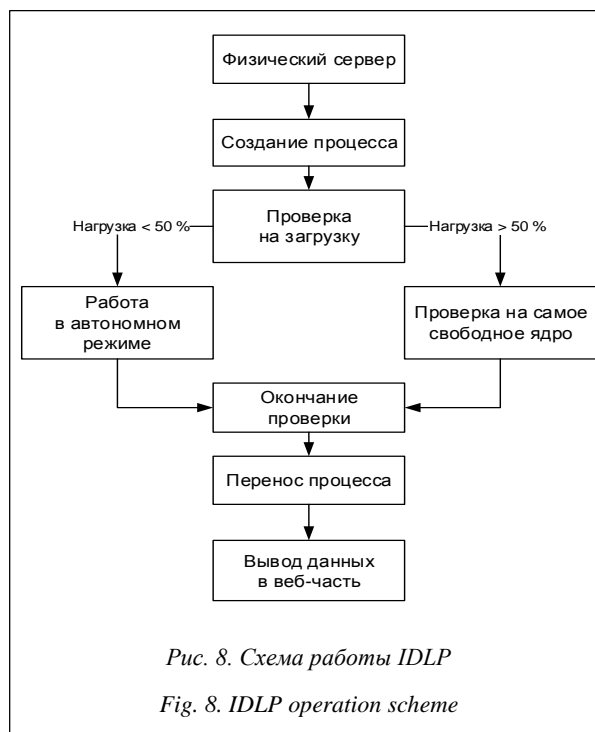 Физический сервер
Создание процесса
Проверка
на загрузку
Нагрузка < 50 %
Нагрузка > 50 %
Работа
в автономном
режиме
Проверка на самое
свободное ядро
Окончание
проверки
Перенос процесса
Вывод данных
в веб-часть
Рис. 8. Схема работы IDLP
Fig. 8. IDLP operation scheme